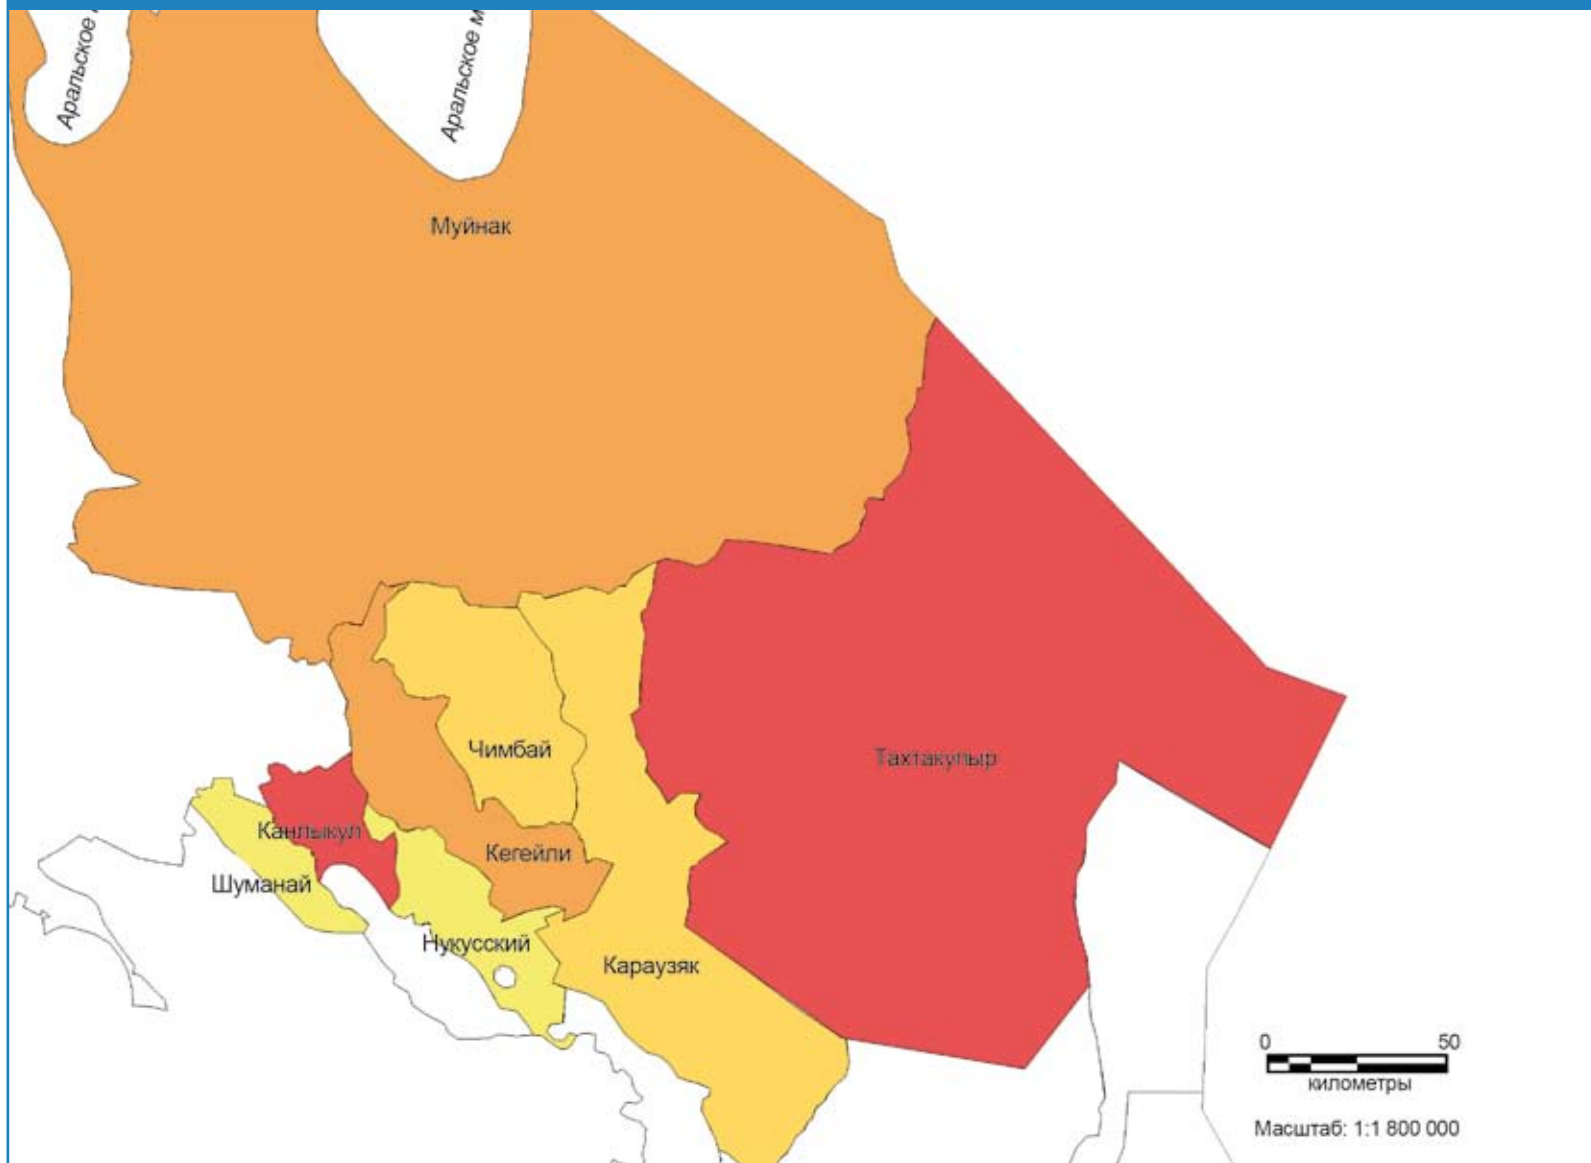 Аральское
Аральское м
Муйнак
Чимбай
Тахтакупыр
Канлыкул
Кегейли
Шуманай
Нукусский
Караузяк
0 50
километры
Масштаб: 1:1 800 000